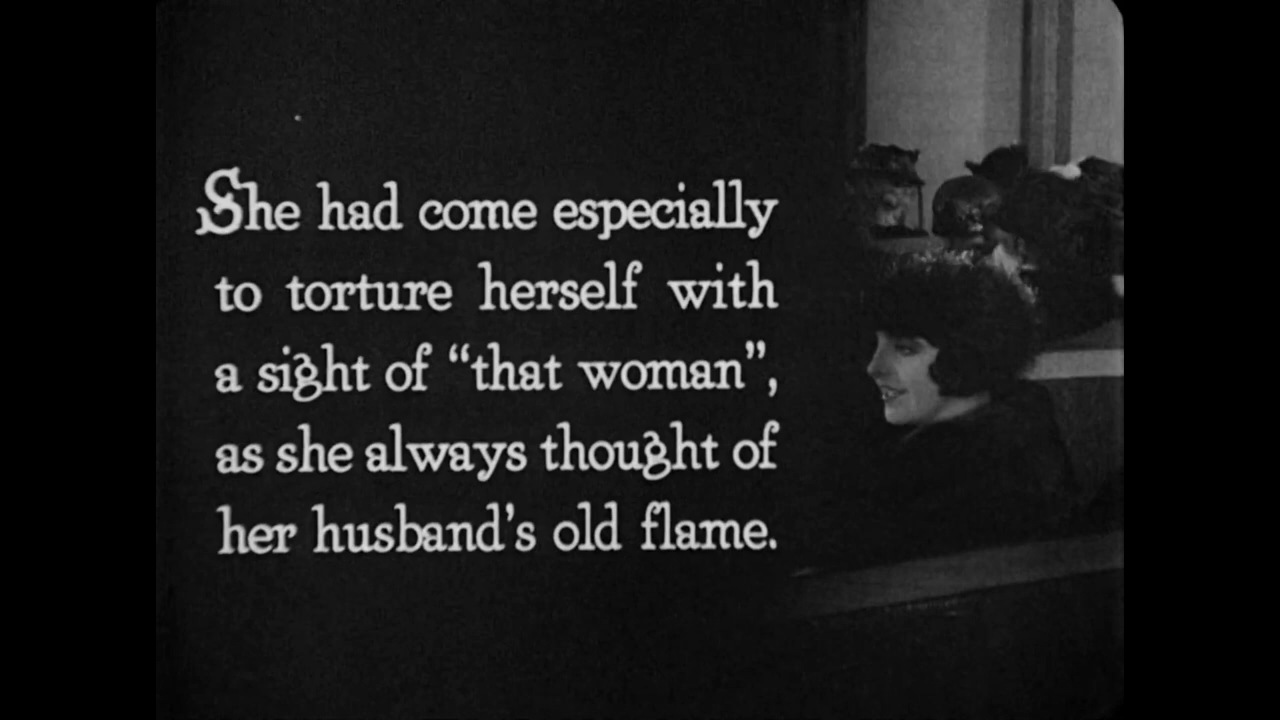 She had come especially
to torture herself with
a sight of “that woman”,
as she always thought of
her husband's old flame.